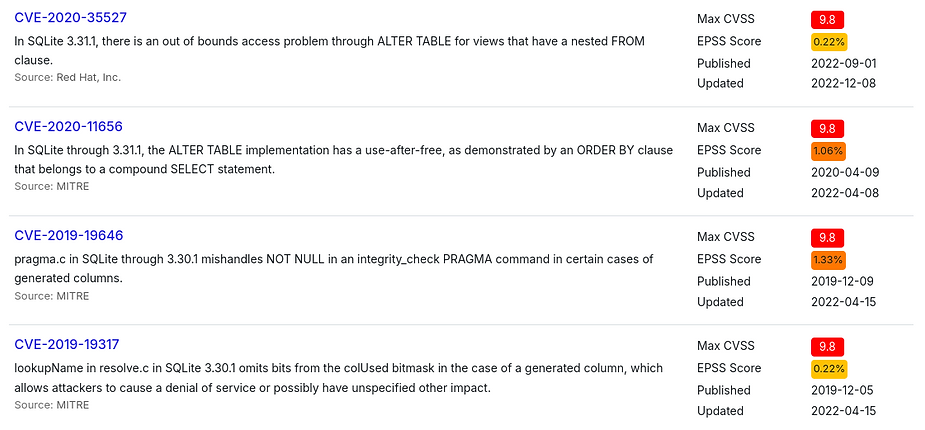 CVE-2020-35527
Max CVSS 9.8
In SQLite 3.31.1, there is an out of bounds access problem through ALTER TABLE for views that have a nested FROM
EPSS Score 0.22%
clause.
Published 2022-09-01
Source: Red Hat, Inc.
Updated 2022-12-08
CVE-2020-11656
Max CVSS 9.8
In SQLite through 3.31.1, the ALTER TABLE implementation has a use-after-free, as demonstrated by an ORDER BY clause
EPSS Score 1.06%
that belongs to a compound SELECT statement.
Published 2020-04-09
Source: MITRE
Updated 2022-04-08
CVE-2019-19646
Max CVSS 9.8
pragma.c in SQLite through 3.30.1 mishandles NOT NULL in an integrity_check PRAGMA command in certain cases of
EPSS Score 1.33%
generated columns.
Published 2019-12-09
Source: MITRE
Updated 2022-04-15
CVE-2019-19317
Max CVSS 9.8
lookupName in resolve.c in SQLite 3.30.1 omits bits from the colUsed bitmask in the case of a generated column, which
EPSS Score 0.22%
allows attackers to cause a denial of service or possibly have unspecified other impact.
Published 2019-12-05
Source: MITRE
Updated 2022-04-15